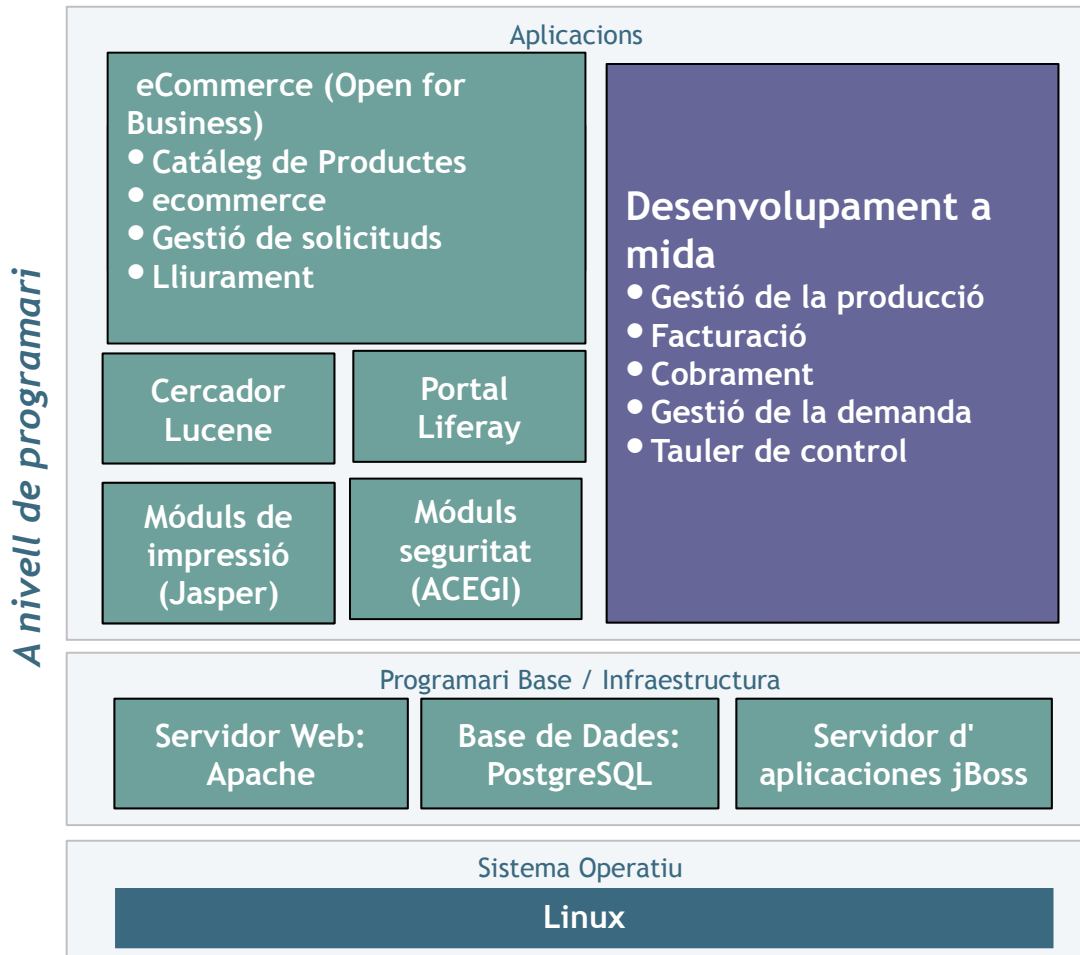 A nivell de programari
Aplicacions
eCommerce (Open for
Business)
• Catáleg de Productes
• ecommerce
• Gestió de solicituds
• Lliurament
Desenvolupament a
mida
• Gestió de la producció
• Facturació
• Cobrament
• Gestió de la demanda
• Tauler de control
Cercador
Lucene
Portal
Liferay
Móduls de
impressió
(Jasper)
Móduls
seguritat
(ACEGI)
Programari Base / Infraestructura
Servidor Web:
Apache
Base de Dades:
PostgreSQL
Servidor d'
aplicaciones jBoss
Sistema Operatiu
Linux